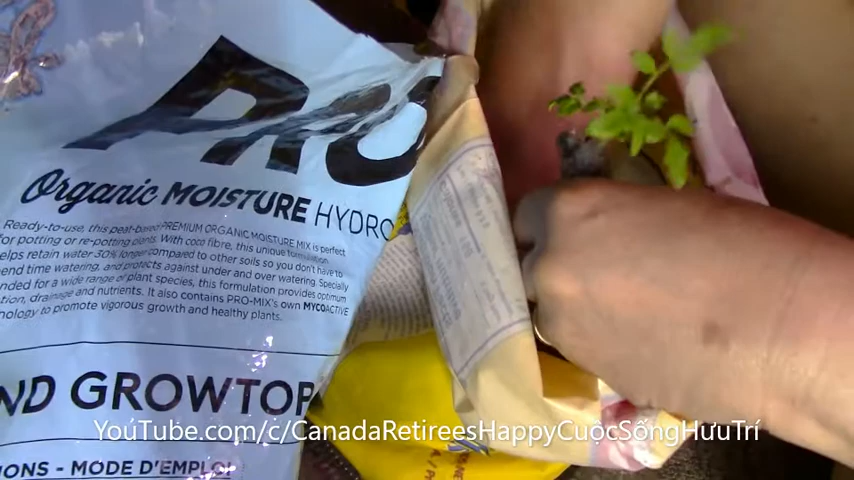 PRO
Organic MOISTURE HYDRO
Ready-to-use, this peat-based PREMIUM ORGANIC MOISTURE MIX is perfect
for potting or re-potting plants. With coco fibre, this unique formulation
helps retain water 30% longer compared to other soils so you don't have to
spend time watering and protects against under and over watering. Specially
for a wide range of plant species, this formulation provides optimal
drainage and nutrients. It also contains PRO-MIX's own MYCOACTIVE
to promote vigorous growth and healthy plants.
ND GROWTOP
YouTube.com/c/CanadaRetireesHappyCuộcSốngHưuTrí
IONS - MODE D'EMPLOI